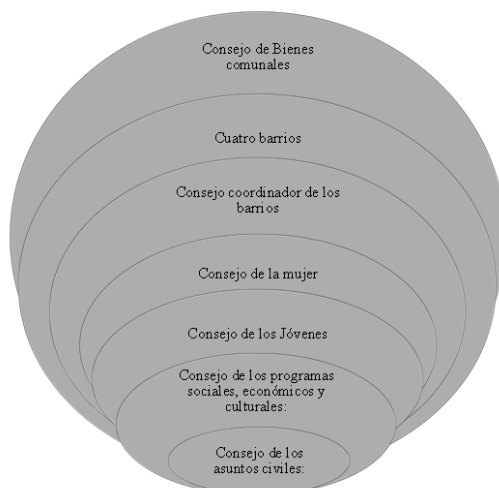 Consejo de Bienes
comunales
Cuatro barrios
Consejo coordinador de los
barrios
Consejo de la mujer
Consejo de los Jóvenes
Consejo de los programas
sociales, económicos y
culturales:
Consejo de los
asuntos civiles: